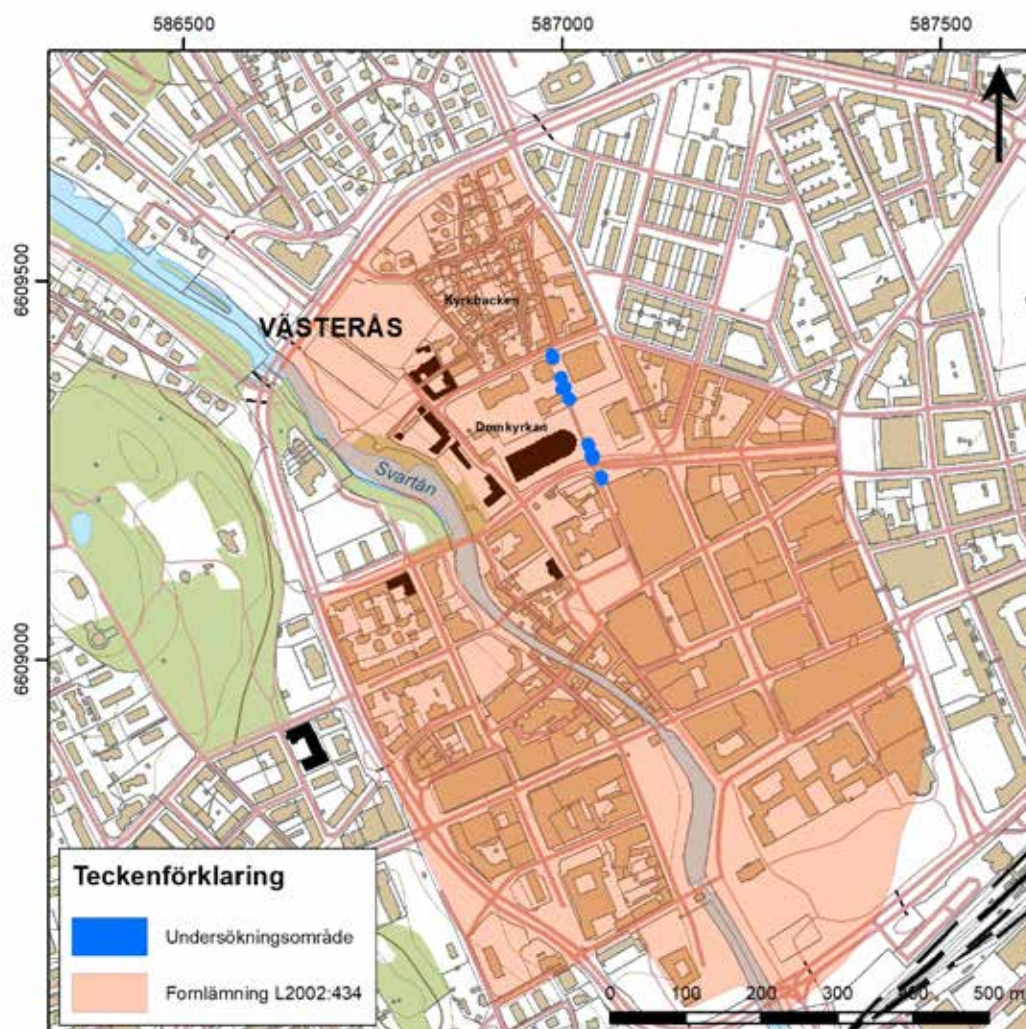 586500 587000 587500
6609500
Kyrkbacken
VÄSTERÅS
Domkyrkan
Svartån
6609000
Teckenförklaring
Undersökningsområde
Fornlämning L2002:434
0 100 200 300 400 500 m